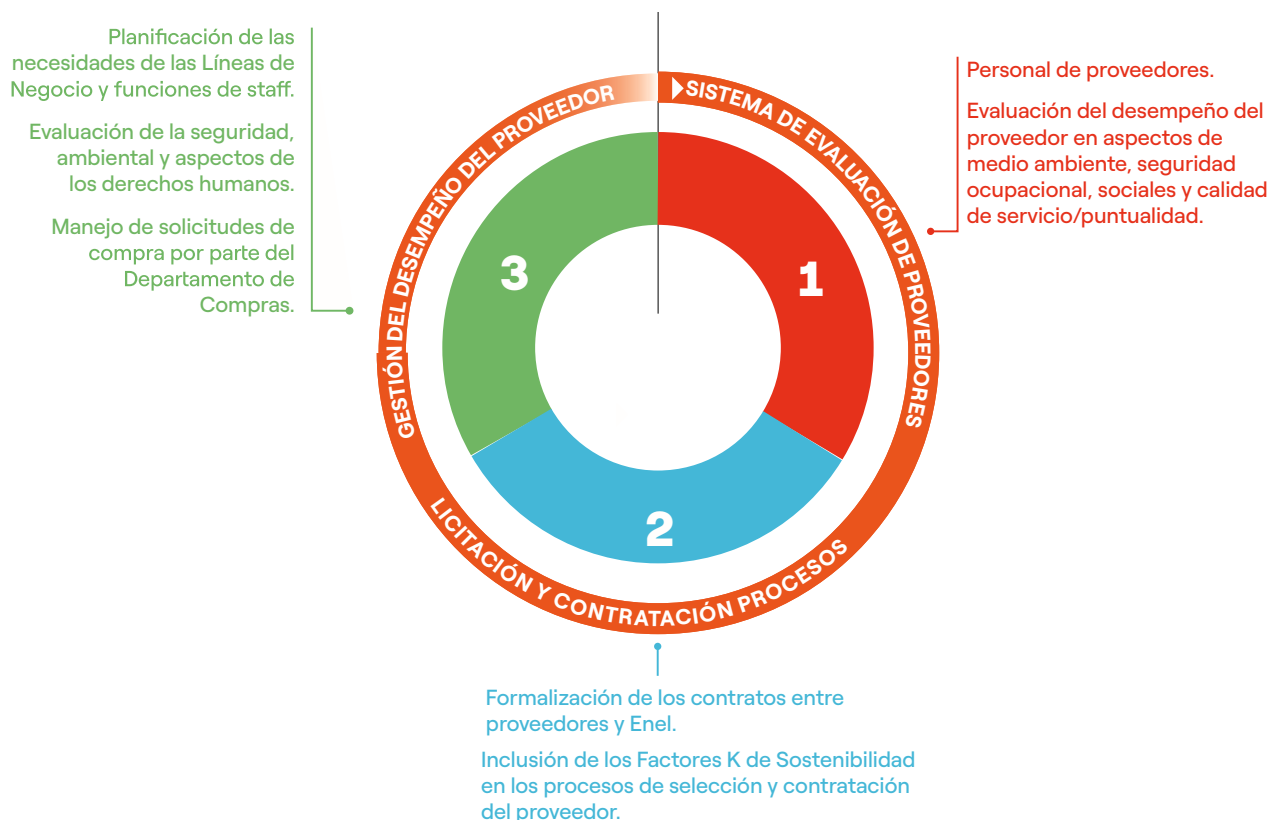 Planificación de las
necesidades de las Líneas de
Negocio y funciones de staff.
Evaluación de la seguridad,
ambiental y aspectos de
los derechos humanos.
Manejo de solicitudes de
compra por parte del
Departamento de
Compras.
GESTIÓN DEL DESEMPEÑO DEL PROVEEDOR
SISTEMA DE EVALUACIÓN DE PROVEEDORES
LICITACIÓN Y CONTRATACIÓN PROCESOS
3
1
2
Personal de proveedores.
Evaluación del desempeño del
proveedor en aspectos de
medio ambiente, seguridad
ocupacional, sociales y calidad
de servicio/puntualidad.
Formalización de los contratos entre
proveedores y Enel.
Inclusión de los Factores K de Sostenibilidad
en los procesos de selección y contratación
del proveedor.